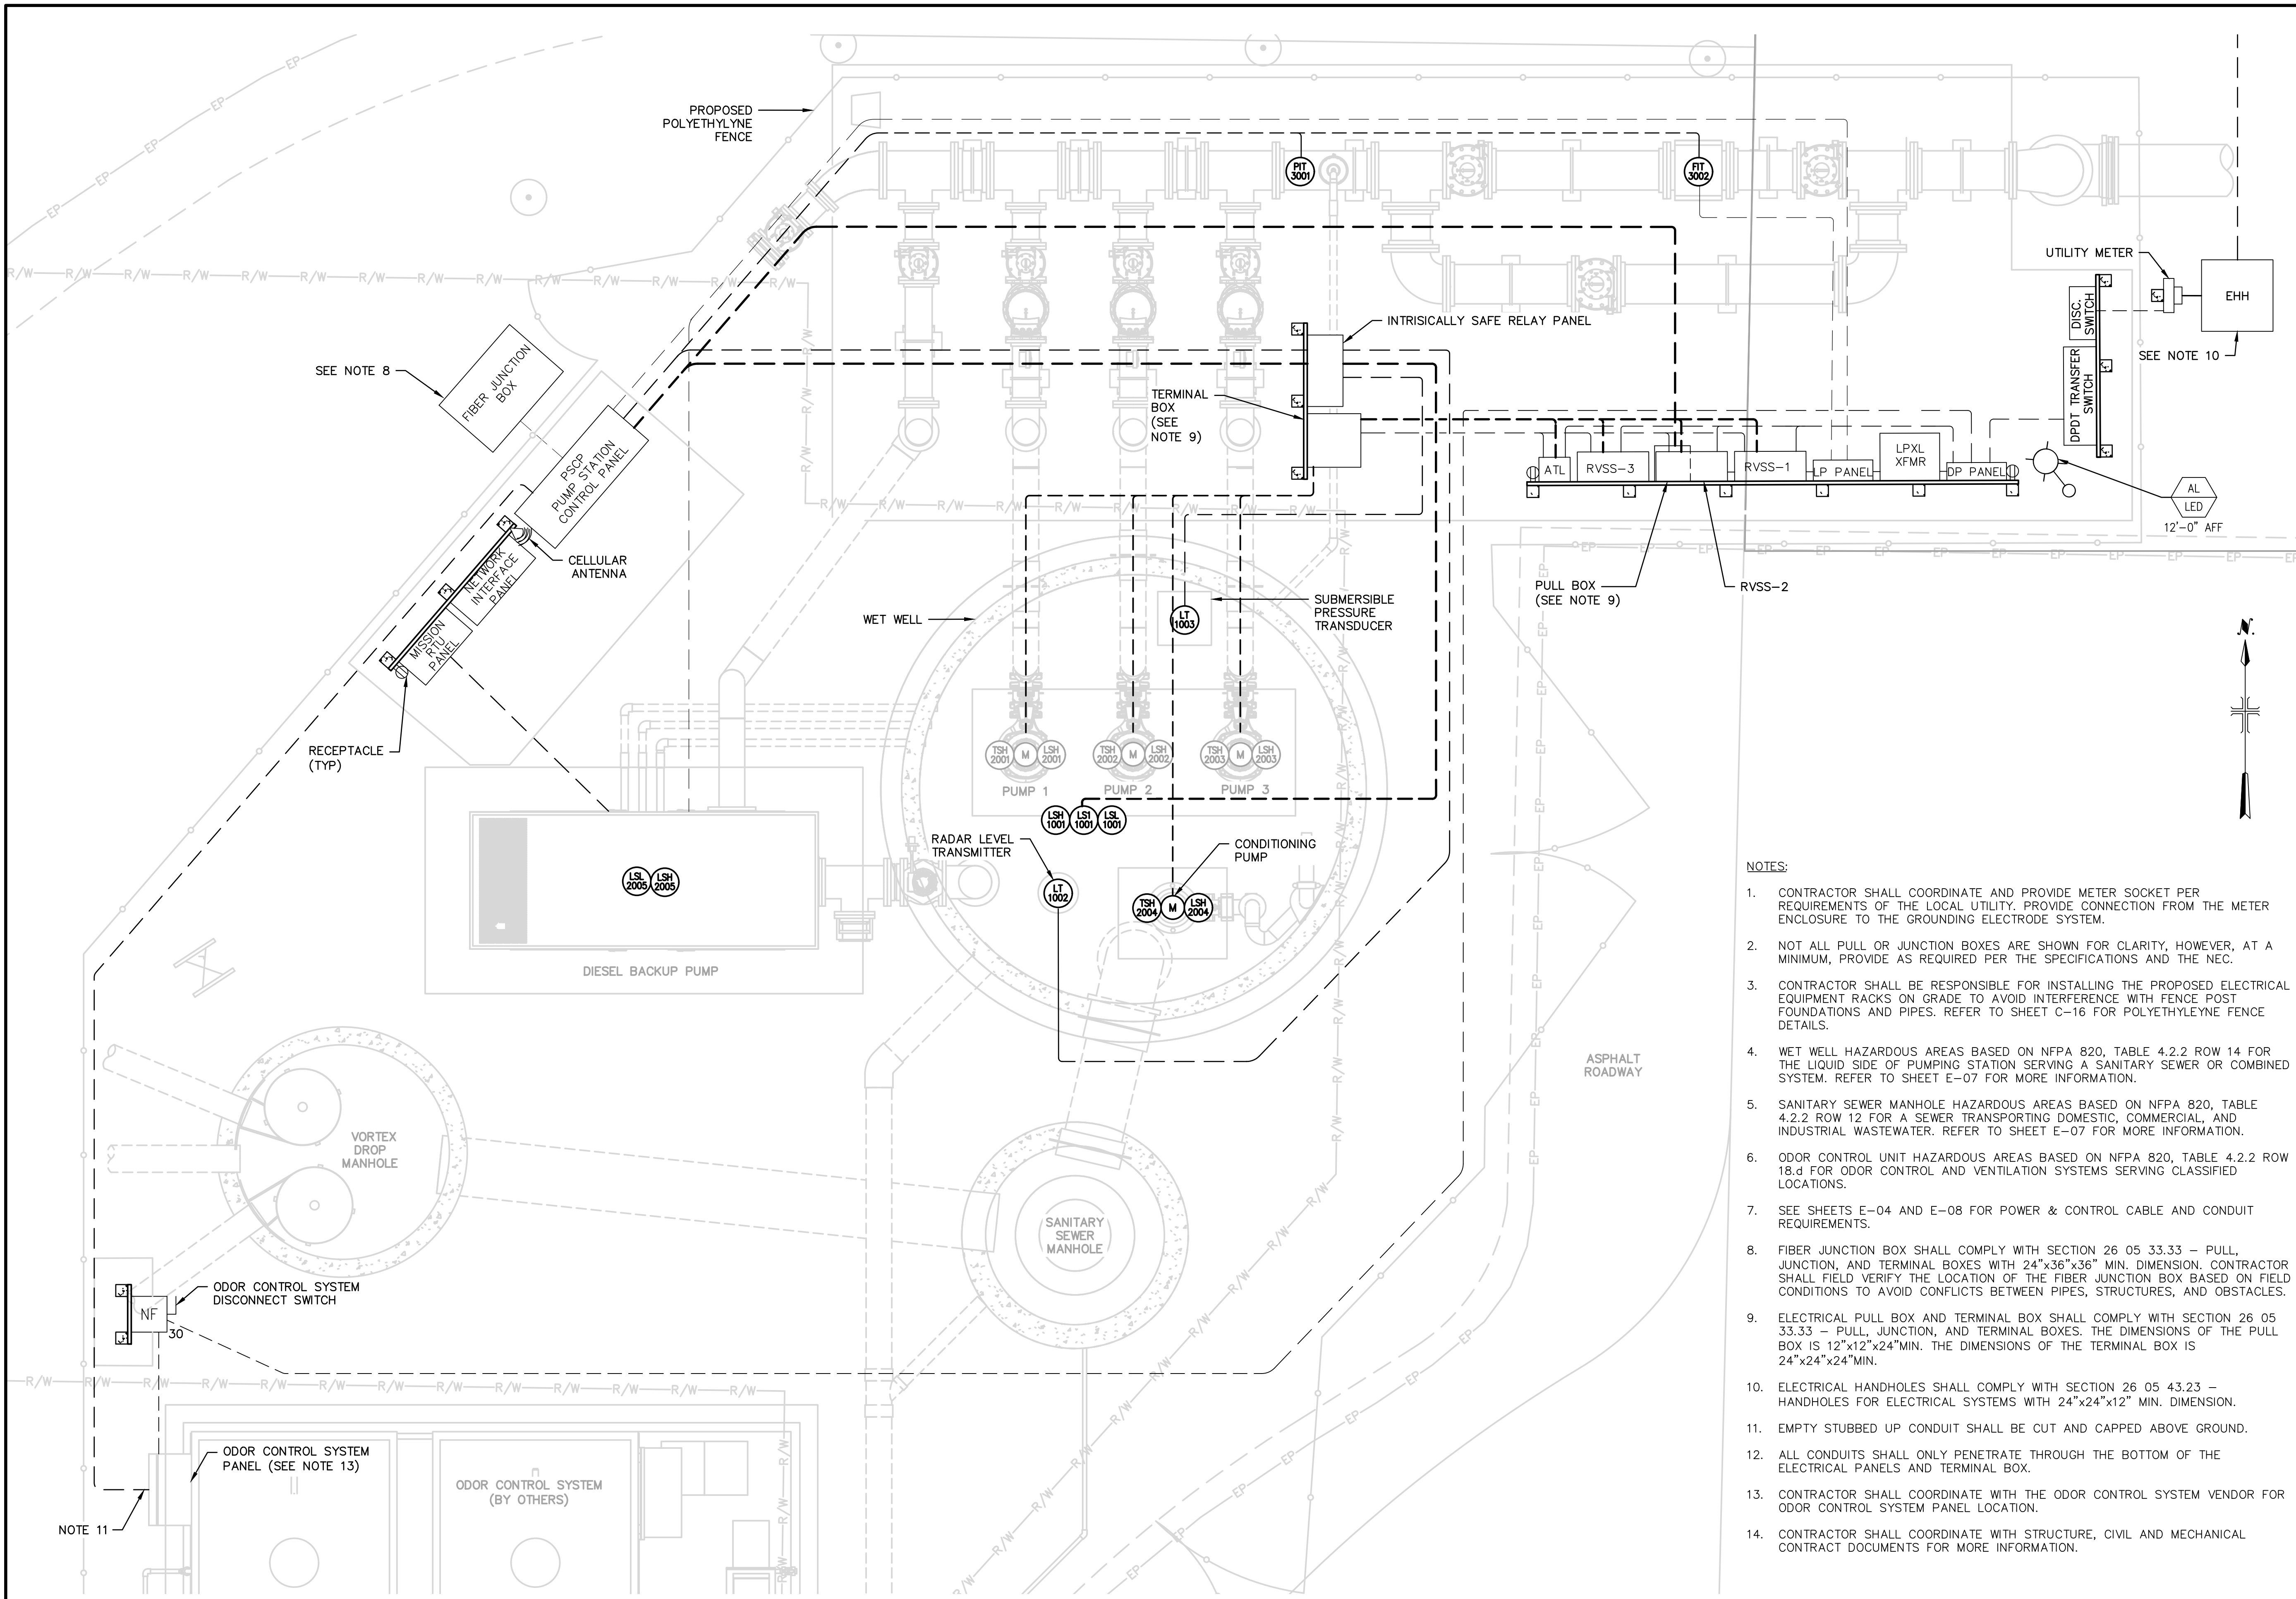 PROPOSED
POLYETHYLYNE
FENCE
PIT
3001
FIT
3002
UTILITY METER
EHH
SEE NOTE 10
DISC.
SWITCH
DPDT TRANSFER
SWITCH
INTRISICALLY SAFE RELAY PANEL
TERMINAL
BOX
(SEE
NOTE 9)
SEE NOTE 8
FIBER JUNCTION
BOX
PSCP
PUMP STATION
CONTROL PANEL
CELLULAR
ANTENNA
NETWORK
INTERFACE
PANEL
MISSION
RTU
PANEL
RECEPTACLE
(TYP)
ATL
RVSS-3
RVSS-1
LP PANEL
LPXL
XFMR
DP PANEL
AL
LED
12'-0" AFF
PULL BOX
(SEE NOTE 9)
RVSS-2
WET WELL
LT
1003
SUBMERSIBLE
PRESSURE
TRANSDUCER
TSH
2001
M
LSH
2001
TSH
2002
M
LSH
2002
TSH
2003
M
LSH
2003
PUMP 1
PUMP 2
PUMP 3
LSH
1001
LS1
1001
LSL
1001
RADAR LEVEL
TRANSMITTER
LT
1002
CONDITIONING
PUMP
TSH
2004
M
LSH
2004
LSL
2005
LSH
2005
DIESEL BACKUP PUMP
ASPHALT
ROADWAY
VORTEX
DROP
MANHOLE
SANITARY
SEWER
MANHOLE
ODOR CONTROL SYSTEM
DISCONNECT SWITCH
NF
30
ODOR CONTROL SYSTEM
PANEL (SEE NOTE 13)
ODOR CONTROL SYSTEM
(BY OTHERS)
NOTE 11
R/W
EP
N.
NOTES:
1. CONTRACTOR SHALL COORDINATE AND PROVIDE METER SOCKET PER
REQUIREMENTS OF THE LOCAL UTILITY. PROVIDE CONNECTION FROM THE METER
ENCLOSURE TO THE GROUNDING ELECTRODE SYSTEM.
2. NOT ALL PULL OR JUNCTION BOXES ARE SHOWN FOR CLARITY, HOWEVER, AT A
MINIMUM, PROVIDE AS REQUIRED PER THE SPECIFICATIONS AND THE NEC.
3. CONTRACTOR SHALL BE RESPONSIBLE FOR INSTALLING THE PROPOSED ELECTRICAL
EQUIPMENT RACKS ON GRADE TO AVOID INTERFERENCE WITH FENCE POST
FOUNDATIONS AND PIPES. REFER TO SHEET C-16 FOR POLYETHYLEYNE FENCE
DETAILS.
4. WET WELL HAZARDOUS AREAS BASED ON NFPA 820, TABLE 4.2.2 ROW 14 FOR
THE LIQUID SIDE OF PUMPING STATION SERVING A SANITARY SEWER OR COMBINED
SYSTEM. REFER TO SHEET E-07 FOR MORE INFORMATION.
5. SANITARY SEWER MANHOLE HAZARDOUS AREAS BASED ON NFPA 820, TABLE
4.2.2 ROW 12 FOR A SEWER TRANSPORTING DOMESTIC, COMMERCIAL, AND
INDUSTRIAL WASTEWATER. REFER TO SHEET E-07 FOR MORE INFORMATION.
6. ODOR CONTROL UNIT HAZARDOUS AREAS BASED ON NFPA 820, TABLE 4.2.2 ROW
18.d FOR ODOR CONTROL AND VENTILATION SYSTEMS SERVING CLASSIFIED
LOCATIONS.
7. SEE SHEETS E-04 AND E-08 FOR POWER & CONTROL CABLE AND CONDUIT
REQUIREMENTS.
8. FIBER JUNCTION BOX SHALL COMPLY WITH SECTION 26 05 33.33 - PULL,
JUNCTION, AND TERMINAL BOXES WITH 24"x36"x36" MIN. DIMENSION. CONTRACTOR
SHALL FIELD VERIFY THE LOCATION OF THE FIBER JUNCTION BOX BASED ON FIELD
CONDITIONS TO AVOID CONFLICTS BETWEEN PIPES, STRUCTURES, AND OBSTACLES.
9. ELECTRICAL PULL BOX AND TERMINAL BOX SHALL COMPLY WITH SECTION 26 05
33.33 - PULL, JUNCTION, AND TERMINAL BOXES. THE DIMENSIONS OF THE PULL
BOX IS 12"x12"x24"MIN. THE DIMENSIONS OF THE TERMINAL BOX IS
24"x24"x24"MIN.
10. ELECTRICAL HANDHOLES SHALL COMPLY WITH SECTION 26 05 43.23 -
HANDHOLES FOR ELECTRICAL SYSTEMS WITH 24"x24"x12" MIN. DIMENSION.
11. EMPTY STUBBED UP CONDUIT SHALL BE CUT AND CAPPED ABOVE GROUND.
12. ALL CONDUITS SHALL ONLY PENETRATE THROUGH THE BOTTOM OF THE
ELECTRICAL PANELS AND TERMINAL BOX.
13. CONTRACTOR SHALL COORDINATE WITH THE ODOR CONTROL SYSTEM VENDOR FOR
ODOR CONTROL SYSTEM PANEL LOCATION.
14. CONTRACTOR SHALL COORDINATE WITH STRUCTURE, CIVIL AND MECHANICAL
CONTRACT DOCUMENTS FOR MORE INFORMATION.